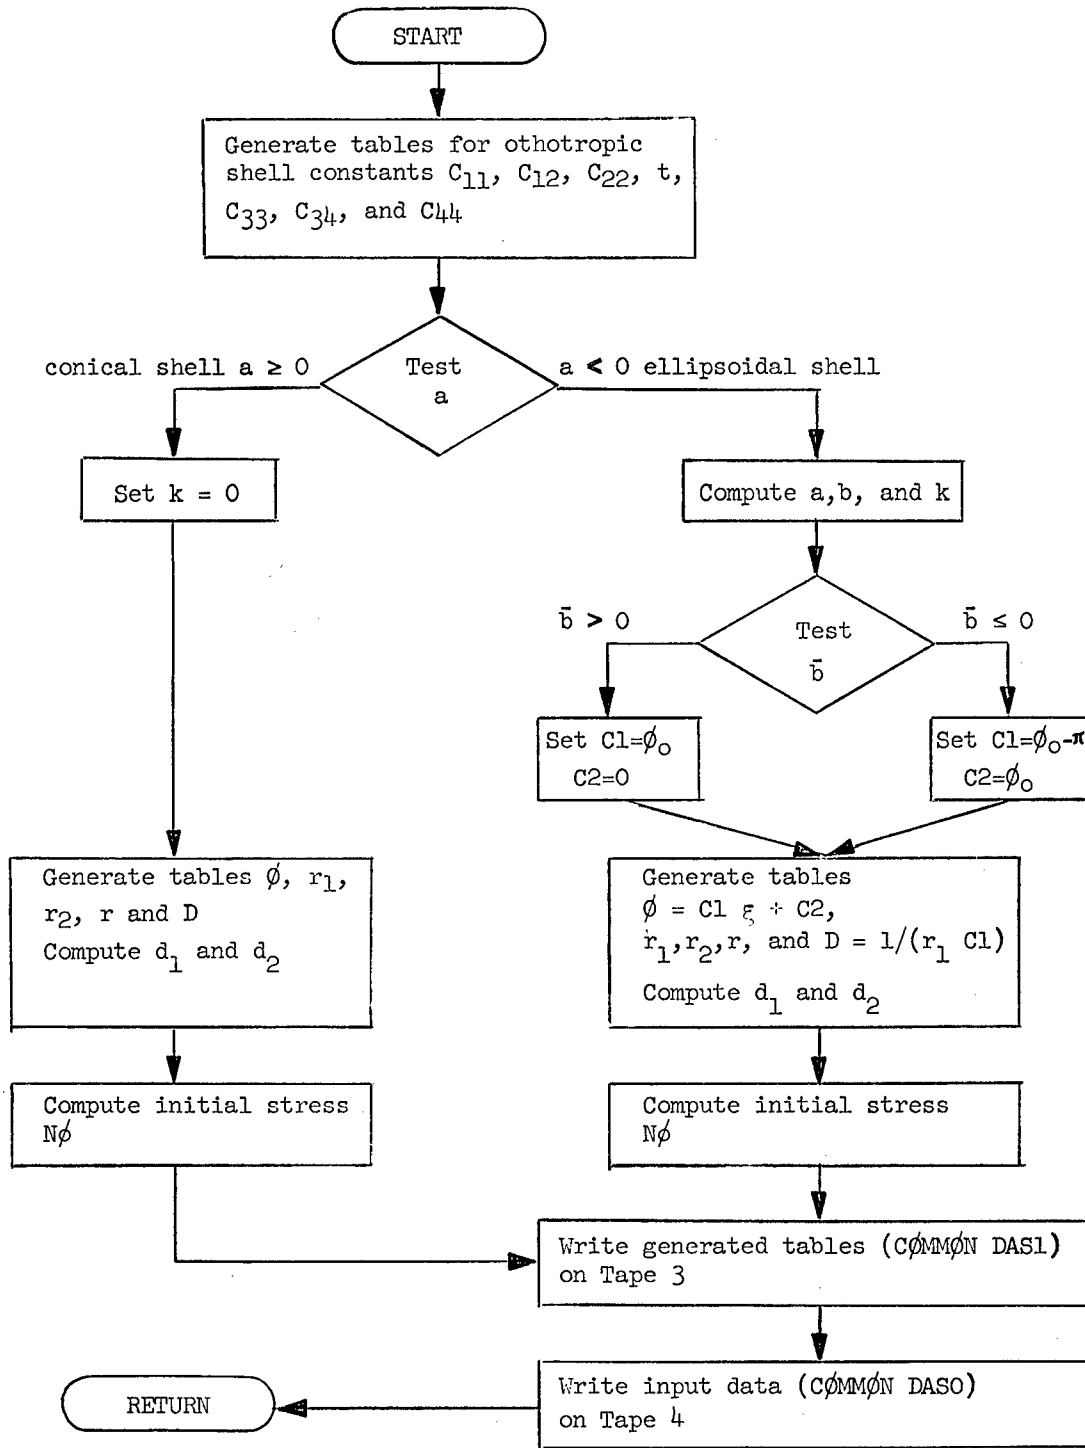 START
Generate tables for othotropic
shell constants C11, C12, C22, t,
C33, C34, and C44
conical shell a ≥ 0
Test
a
a < 0 ellipsoidal shell
Set k = 0
Compute a,b, and k
b̄ > 0
Test
b̄
b̄ ≤ 0
Set C1=ϕ₀
C2=0
Set C1=ϕ₀-π
C2=ϕ₀
Generate tables ϕ, r₁,
r₂, r and D
Compute d₁ and d₂
Generate tables
ϕ = C1 ξ + C2,
r₁,r₂,r, and D = 1/(r₁ C1)
Compute d₁ and d₂
Compute initial stress
Nϕ
Compute initial stress
Nϕ
Write generated tables (CØMMØN DAS1)
on Tape 3
Write input data (CØMMØN DASO)
on Tape 4
RETURN